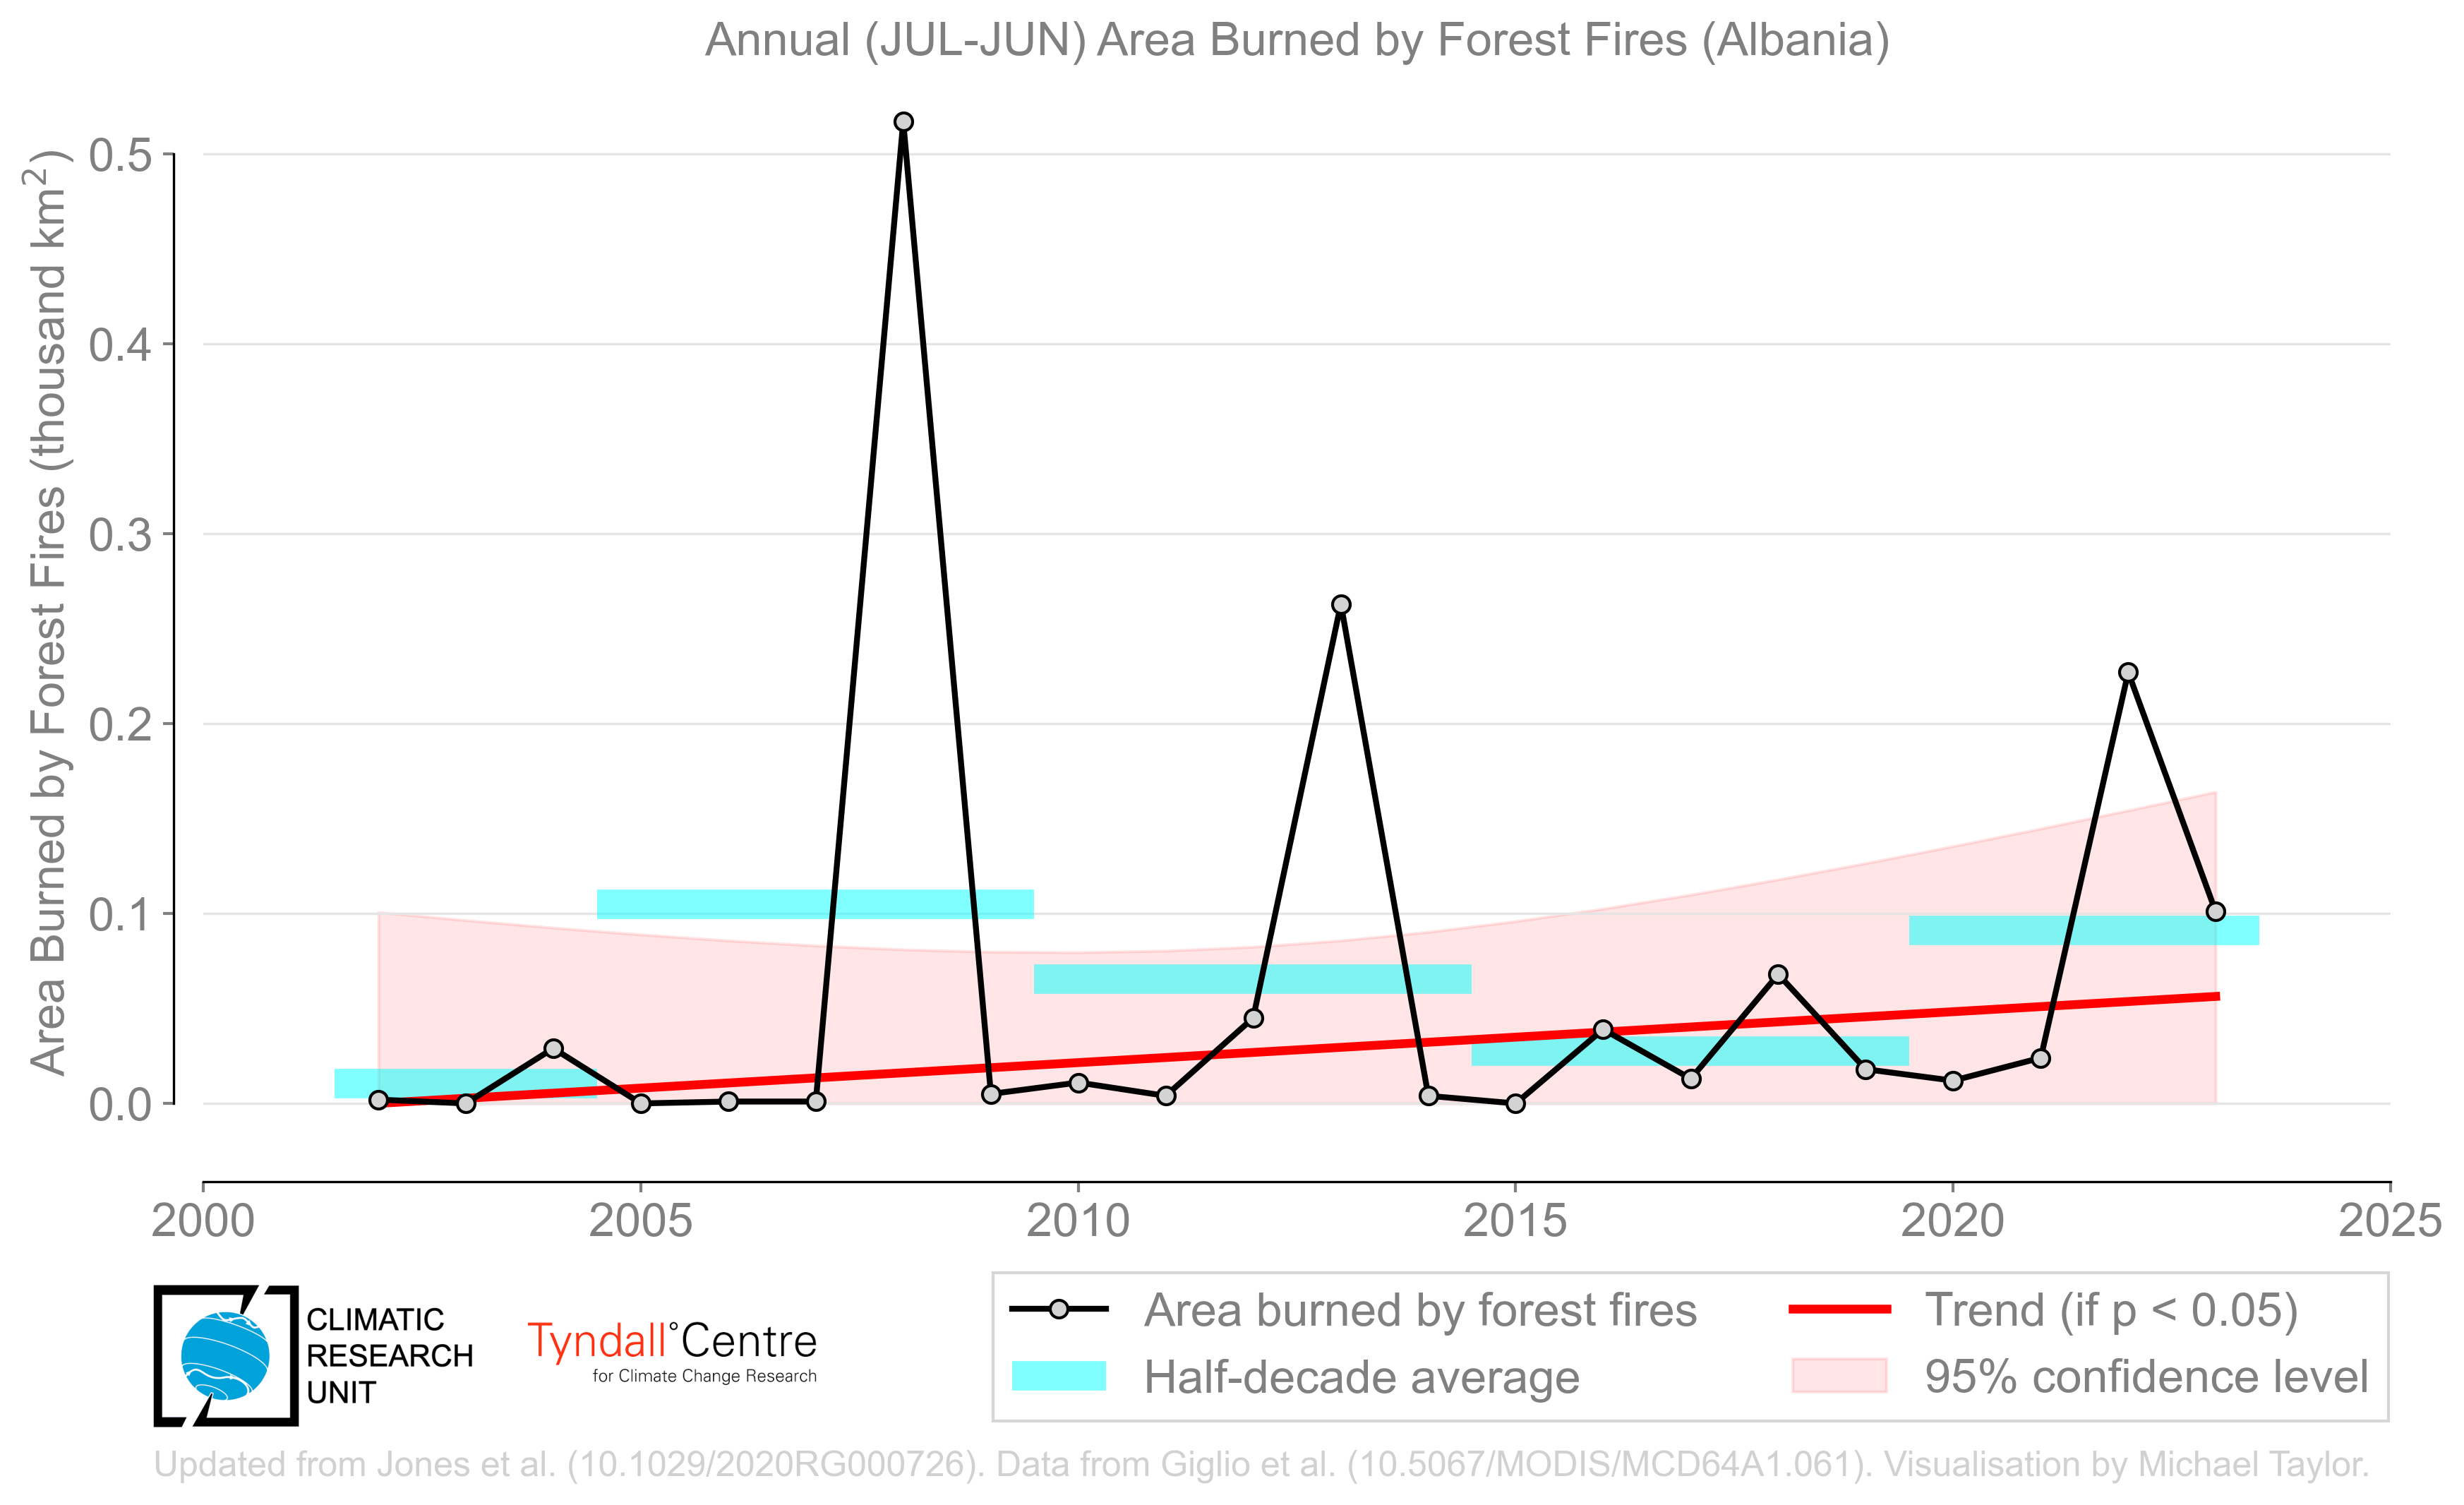 Annual (JUL-JUN) Area Burned by Forest Fires (Albania)
Area Burned by Forest Fires (thousand km²)
0.5
0.4
0.3
0.2
0.1
0.0
2000 2005 2010 2015 2020 2025
CLIMATIC
RESEARCH
UNIT
Tyndall°Centre
for Climate Change Research
Area burned by forest fires
Half-decade average
Trend (if p < 0.05)
95% confidence level
Updated from Jones et al. (10.1029/2020RG000726). Data from Giglio et al. (10.5067/MODIS/MCD64A1.061). Visualisation by Michael Taylor.